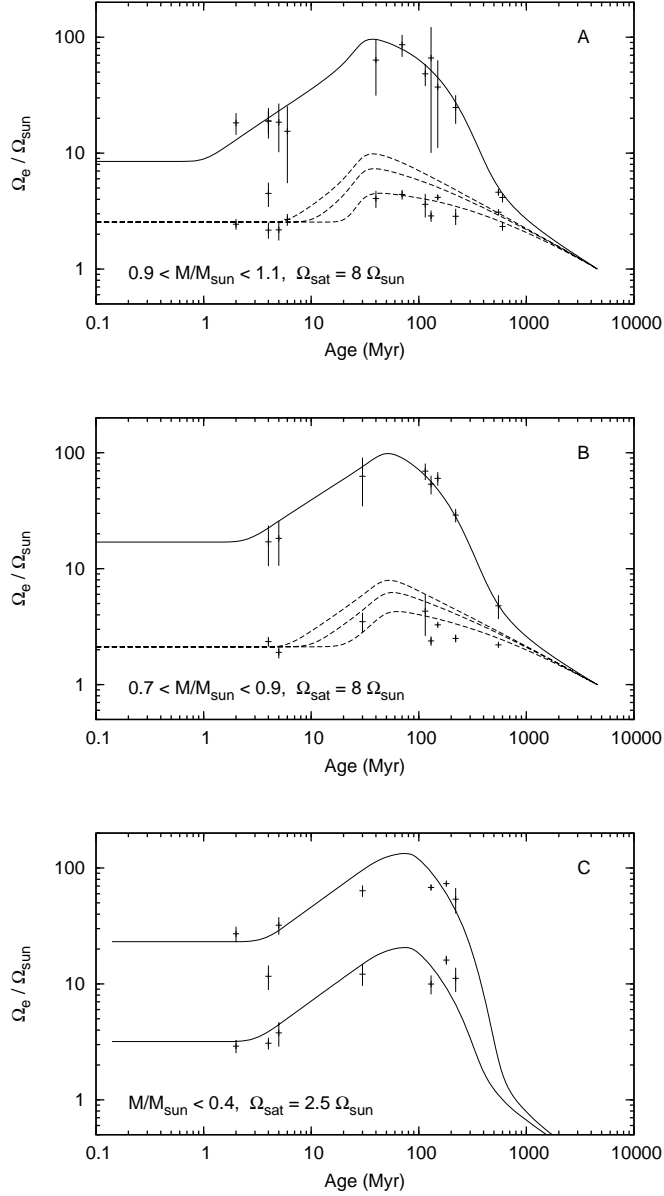 100
10
1
0.1 1 10 100 1000 10000
Ω_e / Ω_sun
Age (Myr)
A
0.9 < M/M_sun < 1.1, Ω_sat = 8 Ω_sun
100
10
1
0.1 1 10 100 1000 10000
Ω_e / Ω_sun
Age (Myr)
B
0.7 < M/M_sun < 0.9, Ω_sat = 8 Ω_sun
100
10
1
0.1 1 10 100 1000 10000
Ω_e / Ω_sun
Age (Myr)
C
M/M_sun < 0.4, Ω_sat = 2.5 Ω_sun